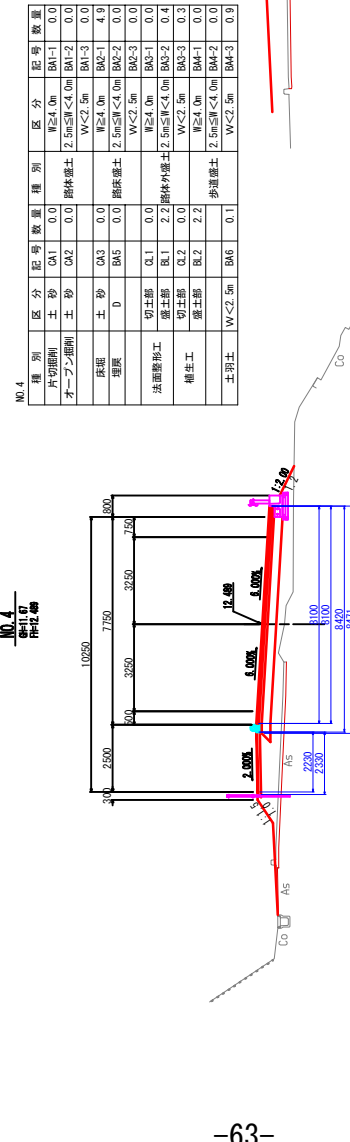 NO.4
種 別 区 分 記 号 数 量 種 別 区 分 記 号 数 量
片切掘削 土 砂 CA1 0.0 路体盛土 W≧4.0m BA1-1 0.0
オープン掘削 土 砂 CA2 0.0 2.5m≦W<4.0m BA1-2 0.0
W<2.5m BA1-3 0.0
床堀 土 砂 CA3 0.0 路床盛土 W≧4.0m BA2-1 4.9
埋戻 D BA5 0.0 2.5m≦W<4.0m BA2-2 0.0
W<2.5m BA2-3 0.0
法面整形工 切土部 CL1 0.0 路体外盛土 W≧4.0m BA3-1 0.0
盛土部 BL1 2.2 2.5m≦W<4.0m BA3-2 0.4
植生工 切土部 CL2 0.0 W<2.5m BA3-3 0.3
盛土部 BL2 2.2 歩道盛土 W≧4.0m BA4-1 0.0
2.5m≦W<4.0m BA4-2 0.0
土羽土 W<2.5m BA6 0.1 W<2.5m BA4-3 0.9
NO.4
GH=11.67
FH=12.489
10250
300 2500 7750 800
500 3250 3250 750
12.489
2.000% 6.000% 6.000%
1:2.00
1:2
1:1.5
Co As As Co
2230 8100
2330 8100
8420
8471
-63-